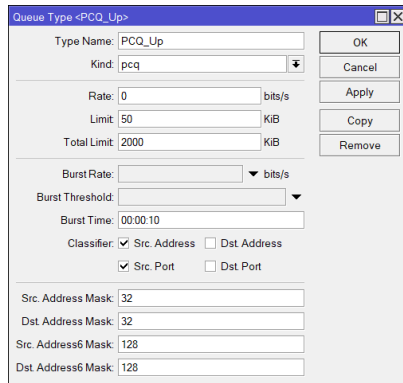 Queue Type <PCQ_Up>
Type Name: PCQ_Up
OK
Kind: pcq
Cancel
Rate: 0 bits/s
Apply
Limit: 50 KiB
Copy
Total Limit: 2000 KiB
Remove
Burst Rate: bits/s
Burst Threshold:
Burst Time: 00:00:10
Classifier: Src. Address Dst. Address
Src. Port Dst. Port
Src. Address Mask: 32
Dst. Address Mask: 32
Src. Address6 Mask: 128
Dst. Address6 Mask: 128